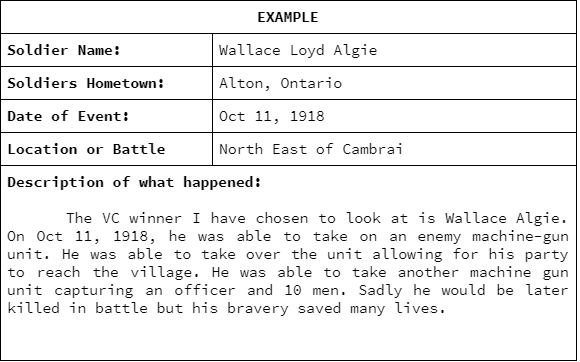 EXAMPLE
Soldier Name: Wallace Loyd Algie
Soldiers Hometown: Alton, Ontario
Date of Event: Oct 11, 1918
Location or Battle North East of Cambrai
Description of what happened:
The VC winner I have chosen to look at is Wallace Algie.
On Oct 11, 1918, he was able to take on an enemy machine-gun
unit. He was able to take over the unit allowing for his party
to reach the village. He was able to take another machine gun
unit capturing an officer and 10 men. Sadly he would be later
killed in battle but his bravery saved many lives.